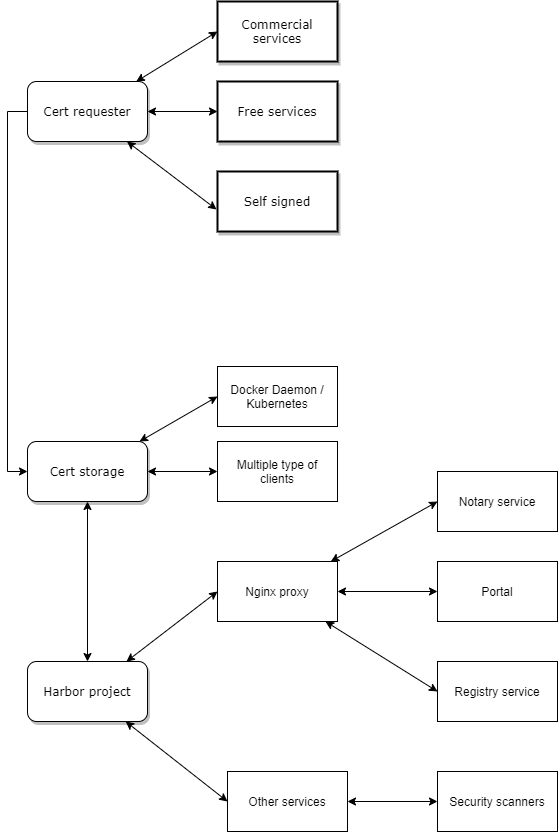 Commercial
services
Cert requester
Free services
Self signed
Docker Daemon /
Kubernetes
Cert storage
Multiple type of
clients
Notary service
Nginx proxy
Portal
Harbor project
Registry service
Other services
Security scanners